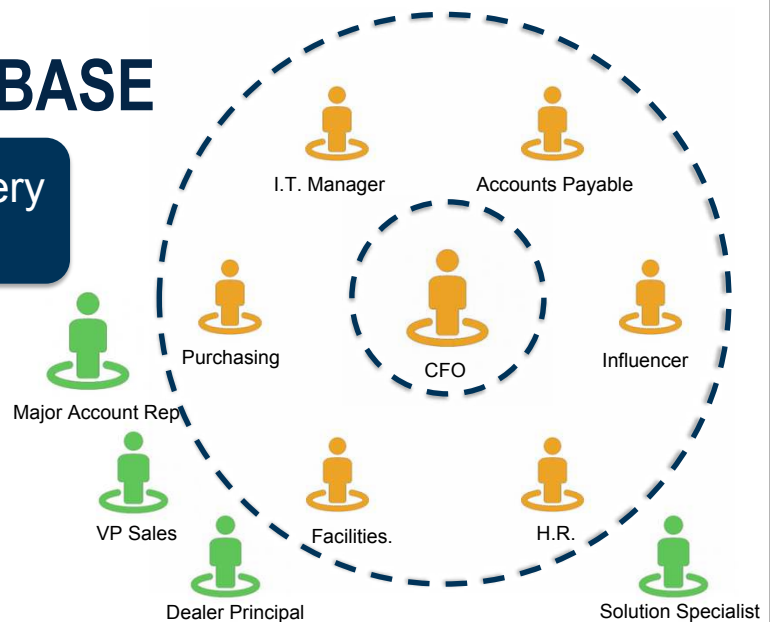 BASE
ery
I.T. Manager
Accounts Payable
Purchasing
CFO
Influencer
Major Account Rep
VP Sales
Facilities.
H.R.
Dealer Principal
Solution Specialist